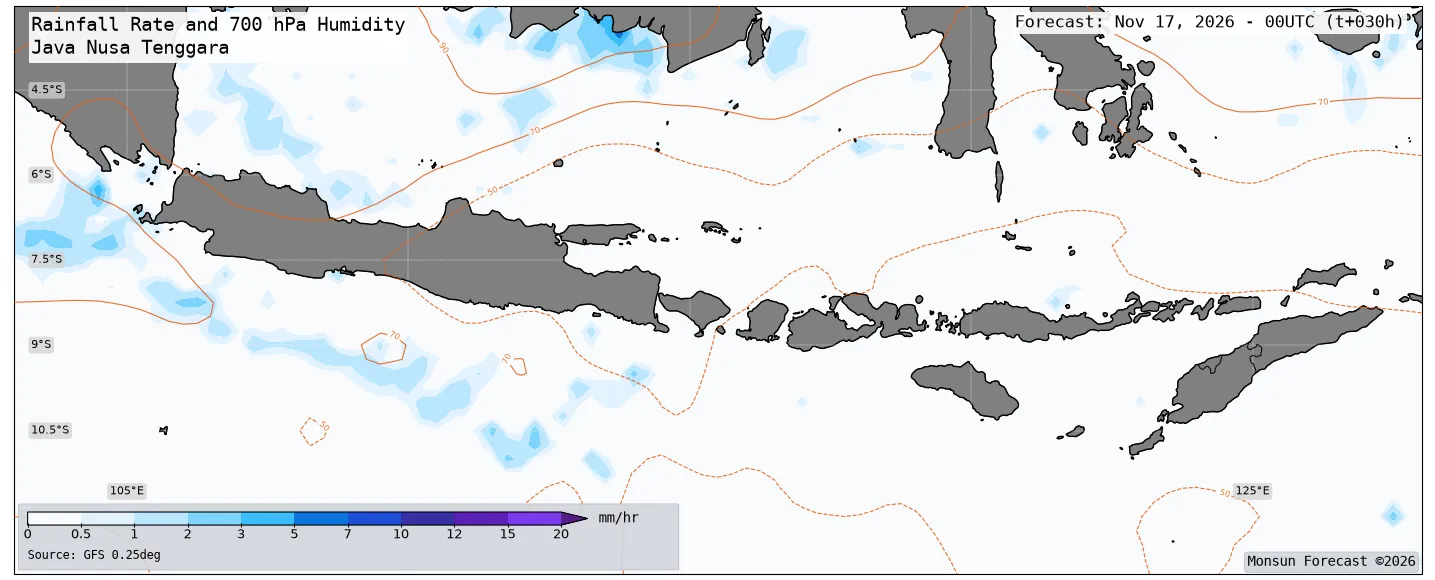 Rainfall Rate and 700 hPa Humidity
Java Nusa Tenggara
Forecast: Nov 17, 2026 - 00UTC (t+030h)
90
4.5°S
70
70
6°S
50
7.5°S
70
9°S
70
50
10.5°S
105°E
50
125°E
0 0.5 1 2 3 5 7 10 12 15 20
mm/hr
Source: GFS 0.25deg
Monsun Forecast ©2026